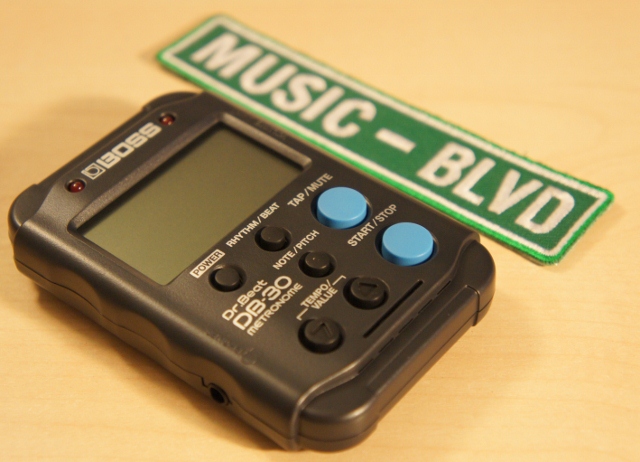 MUSIC - BLVD
BOSS
TAP/MUTE
RHYTHM/BEAT
START/STOP
POWER
NOTE/PITCH
Dr.Beat
DB-30
METRONOME
TEMPO/
VALUE